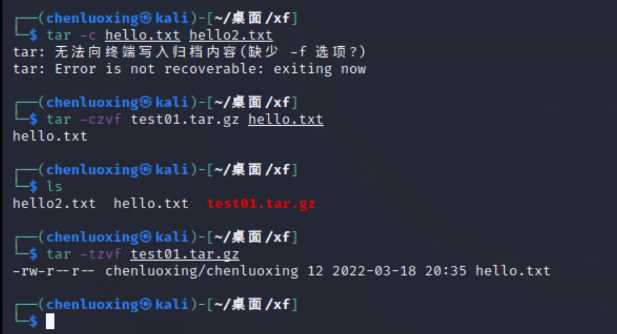 ┌──(chenluoxing㉿kali)-[~/桌面/xf]
└─$ tar -c hello.txt hello2.txt
tar: 无法向终端写入归档内容(缺少 -f 选项?)
tar: Error is not recoverable: exiting now
┌──(chenluoxing㉿kali)-[~/桌面/xf]
└─$ tar -czvf test01.tar.gz hello.txt
hello.txt
┌──(chenluoxing㉿kali)-[~/桌面/xf]
└─$ ls
hello2.txt  hello.txt  test01.tar.gz
┌──(chenluoxing㉿kali)-[~/桌面/xf]
└─$ tar -tzvf test01.tar.gz
-rw-r--r-- chenluoxing/chenluoxing 12 2022-03-18 20:35 hello.txt
┌──(chenluoxing㉿kali)-[~/桌面/xf]
└─$